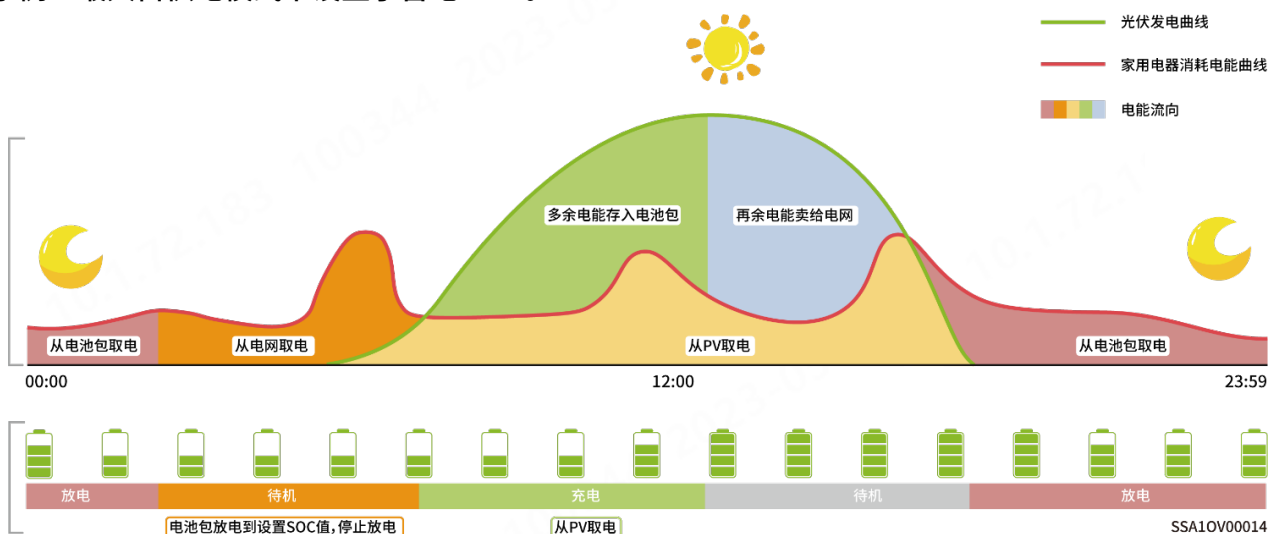 光伏发电曲线
家用电器消耗电能曲线
电能流向
多余电能存入电池包
再余电能卖给电网
从电池包取电
从电网取电
从PV取电
从电池包取电
00:00
12:00
23:59
放电
待机
充电
待机
放电
电池包放电到设置SOC值,停止放电
从PV取电
SSA1OV00014